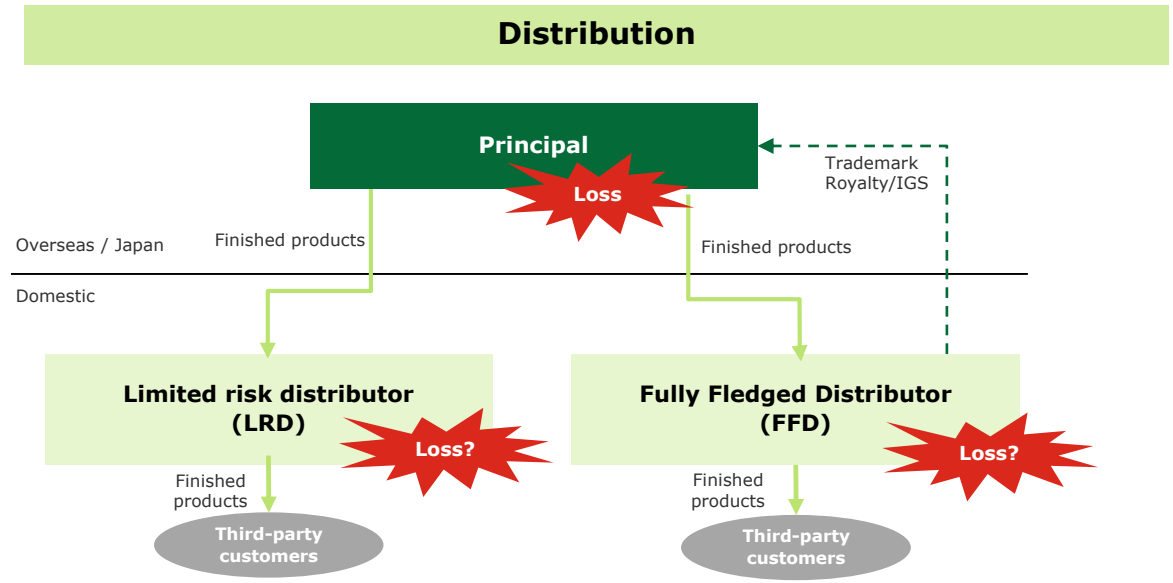 Distribution
Principal
Loss
Trademark
Royalty/IGS
Finished products
Finished products
Overseas / Japan
Domestic
Limited risk distributor
(LRD)
Loss?
Fully Fledged Distributor
(FFD)
Loss?
Finished
products
Finished
products
Third-party
customers
Third-party
customers